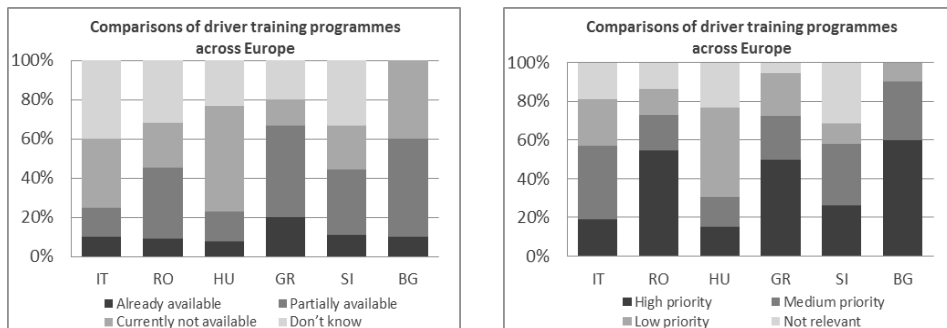 Comparisons of driver training programmes
across Europe
100%
80%
60%
40%
20%
0%
IT RO HU GR SI BG
Already available Partially available
Currently not available Don't know
Comparisons of driver training programmes
across Europe
100%
80%
60%
40%
20%
0%
IT RO HU GR SI BG
High priority Medium priority
Low priority Not relevant